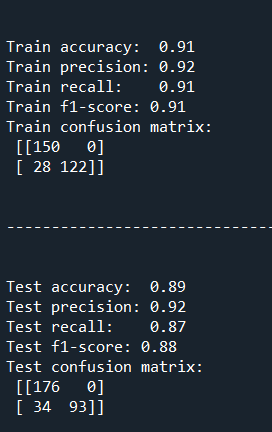 Train accuracy:  0.91
Train precision: 0.92
Train recall:    0.91
Train f1-score: 0.91
Train confusion matrix:
 [[150   0]
 [ 28 122]]
------------------------------
Test accuracy:  0.89
Test precision: 0.92
Test recall:    0.87
Test f1-score: 0.88
Test confusion matrix:
 [[176   0]
 [ 34  93]]